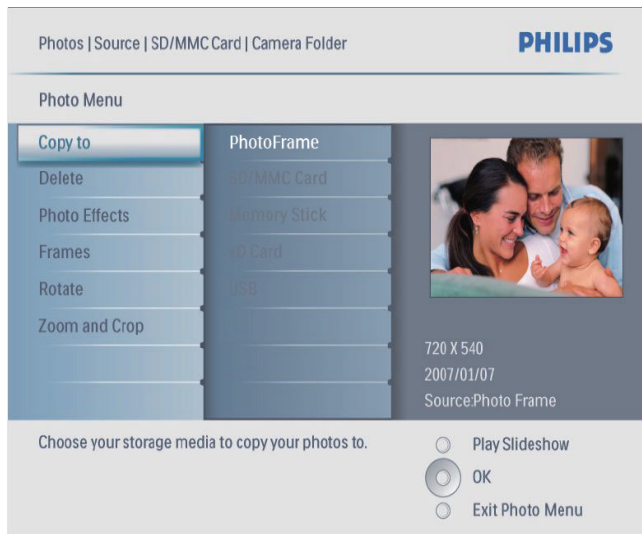 Photos | Source | SD/MMC Card | Camera Folder
PHILIPS
Photo Menu
Copy to
Delete
Photo Effects
Frames
Rotate
Zoom and Crop
PhotoFrame
SD/MMC Card
Memory Stick
xD Card
USB
720 X 540
2007/01/07
Source:Photo Frame
Choose your storage media to copy your photos to.
Play Slideshow
OK
Exit Photo Menu